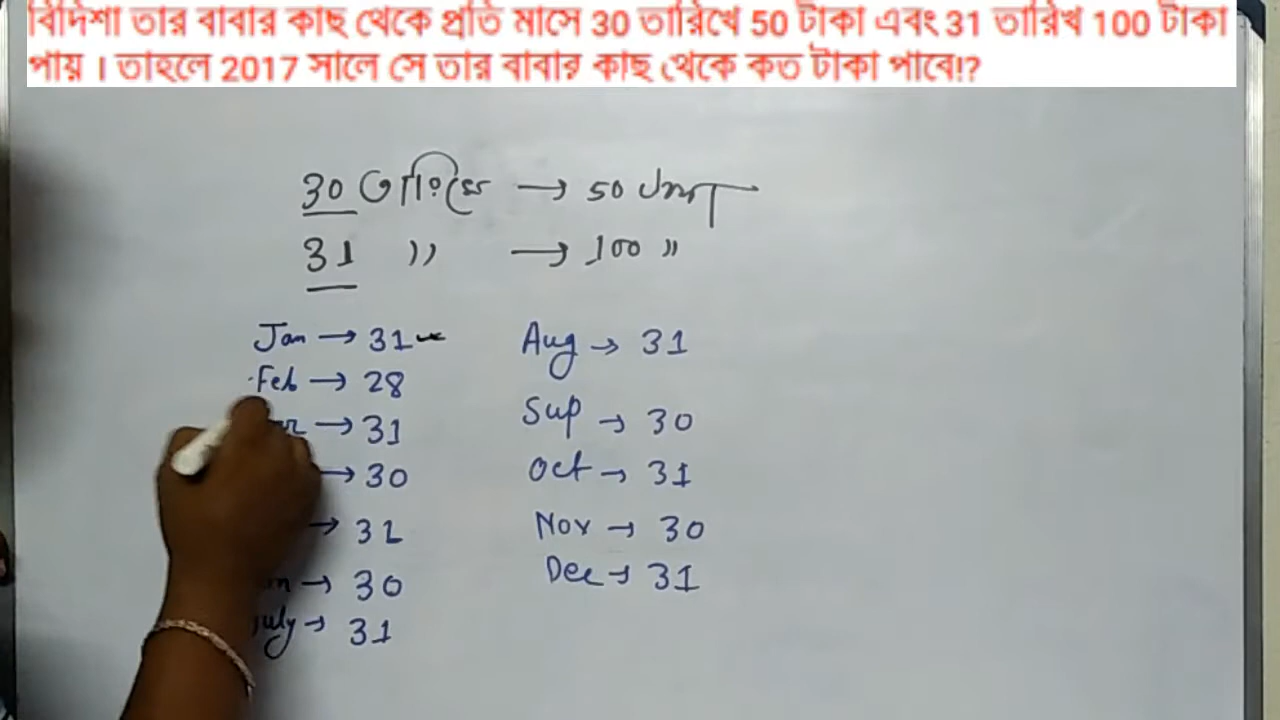 বিদিশা তার বাবার কাছ থেকে প্রতি মাসে 30 তারিখে 50 টাকা এবং 31 তারিখ 100 টাকা
পায় । তাহলে 2017 সালে সে তার বাবার কাছ থেকে কত টাকা পাবে!?
30 তারিখে → 50 টাকা
31 〃 → 100 〃
Jan → 31
Feb → 28
→ 31
→ 30
→ 31
→ 30
July → 31
Aug → 31
Sup → 30
Oct → 31
Nov → 30
Dec → 31